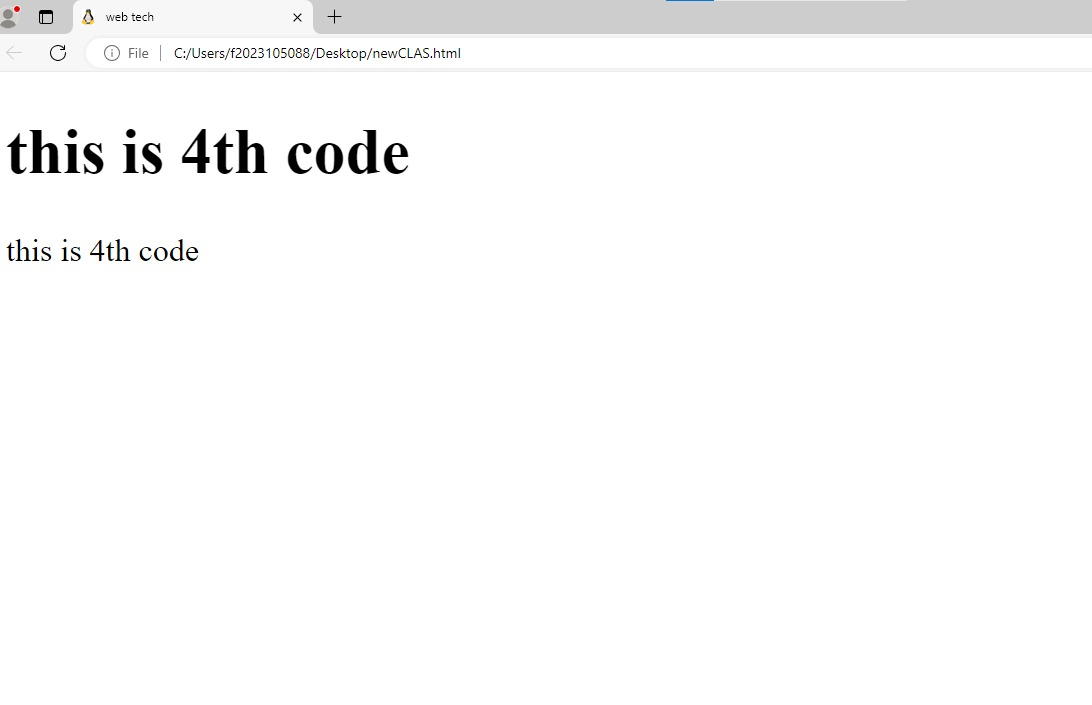 web tech
File C:/Users/f2023105088/Desktop/newCLAS.html
this is 4th code
this is 4th code